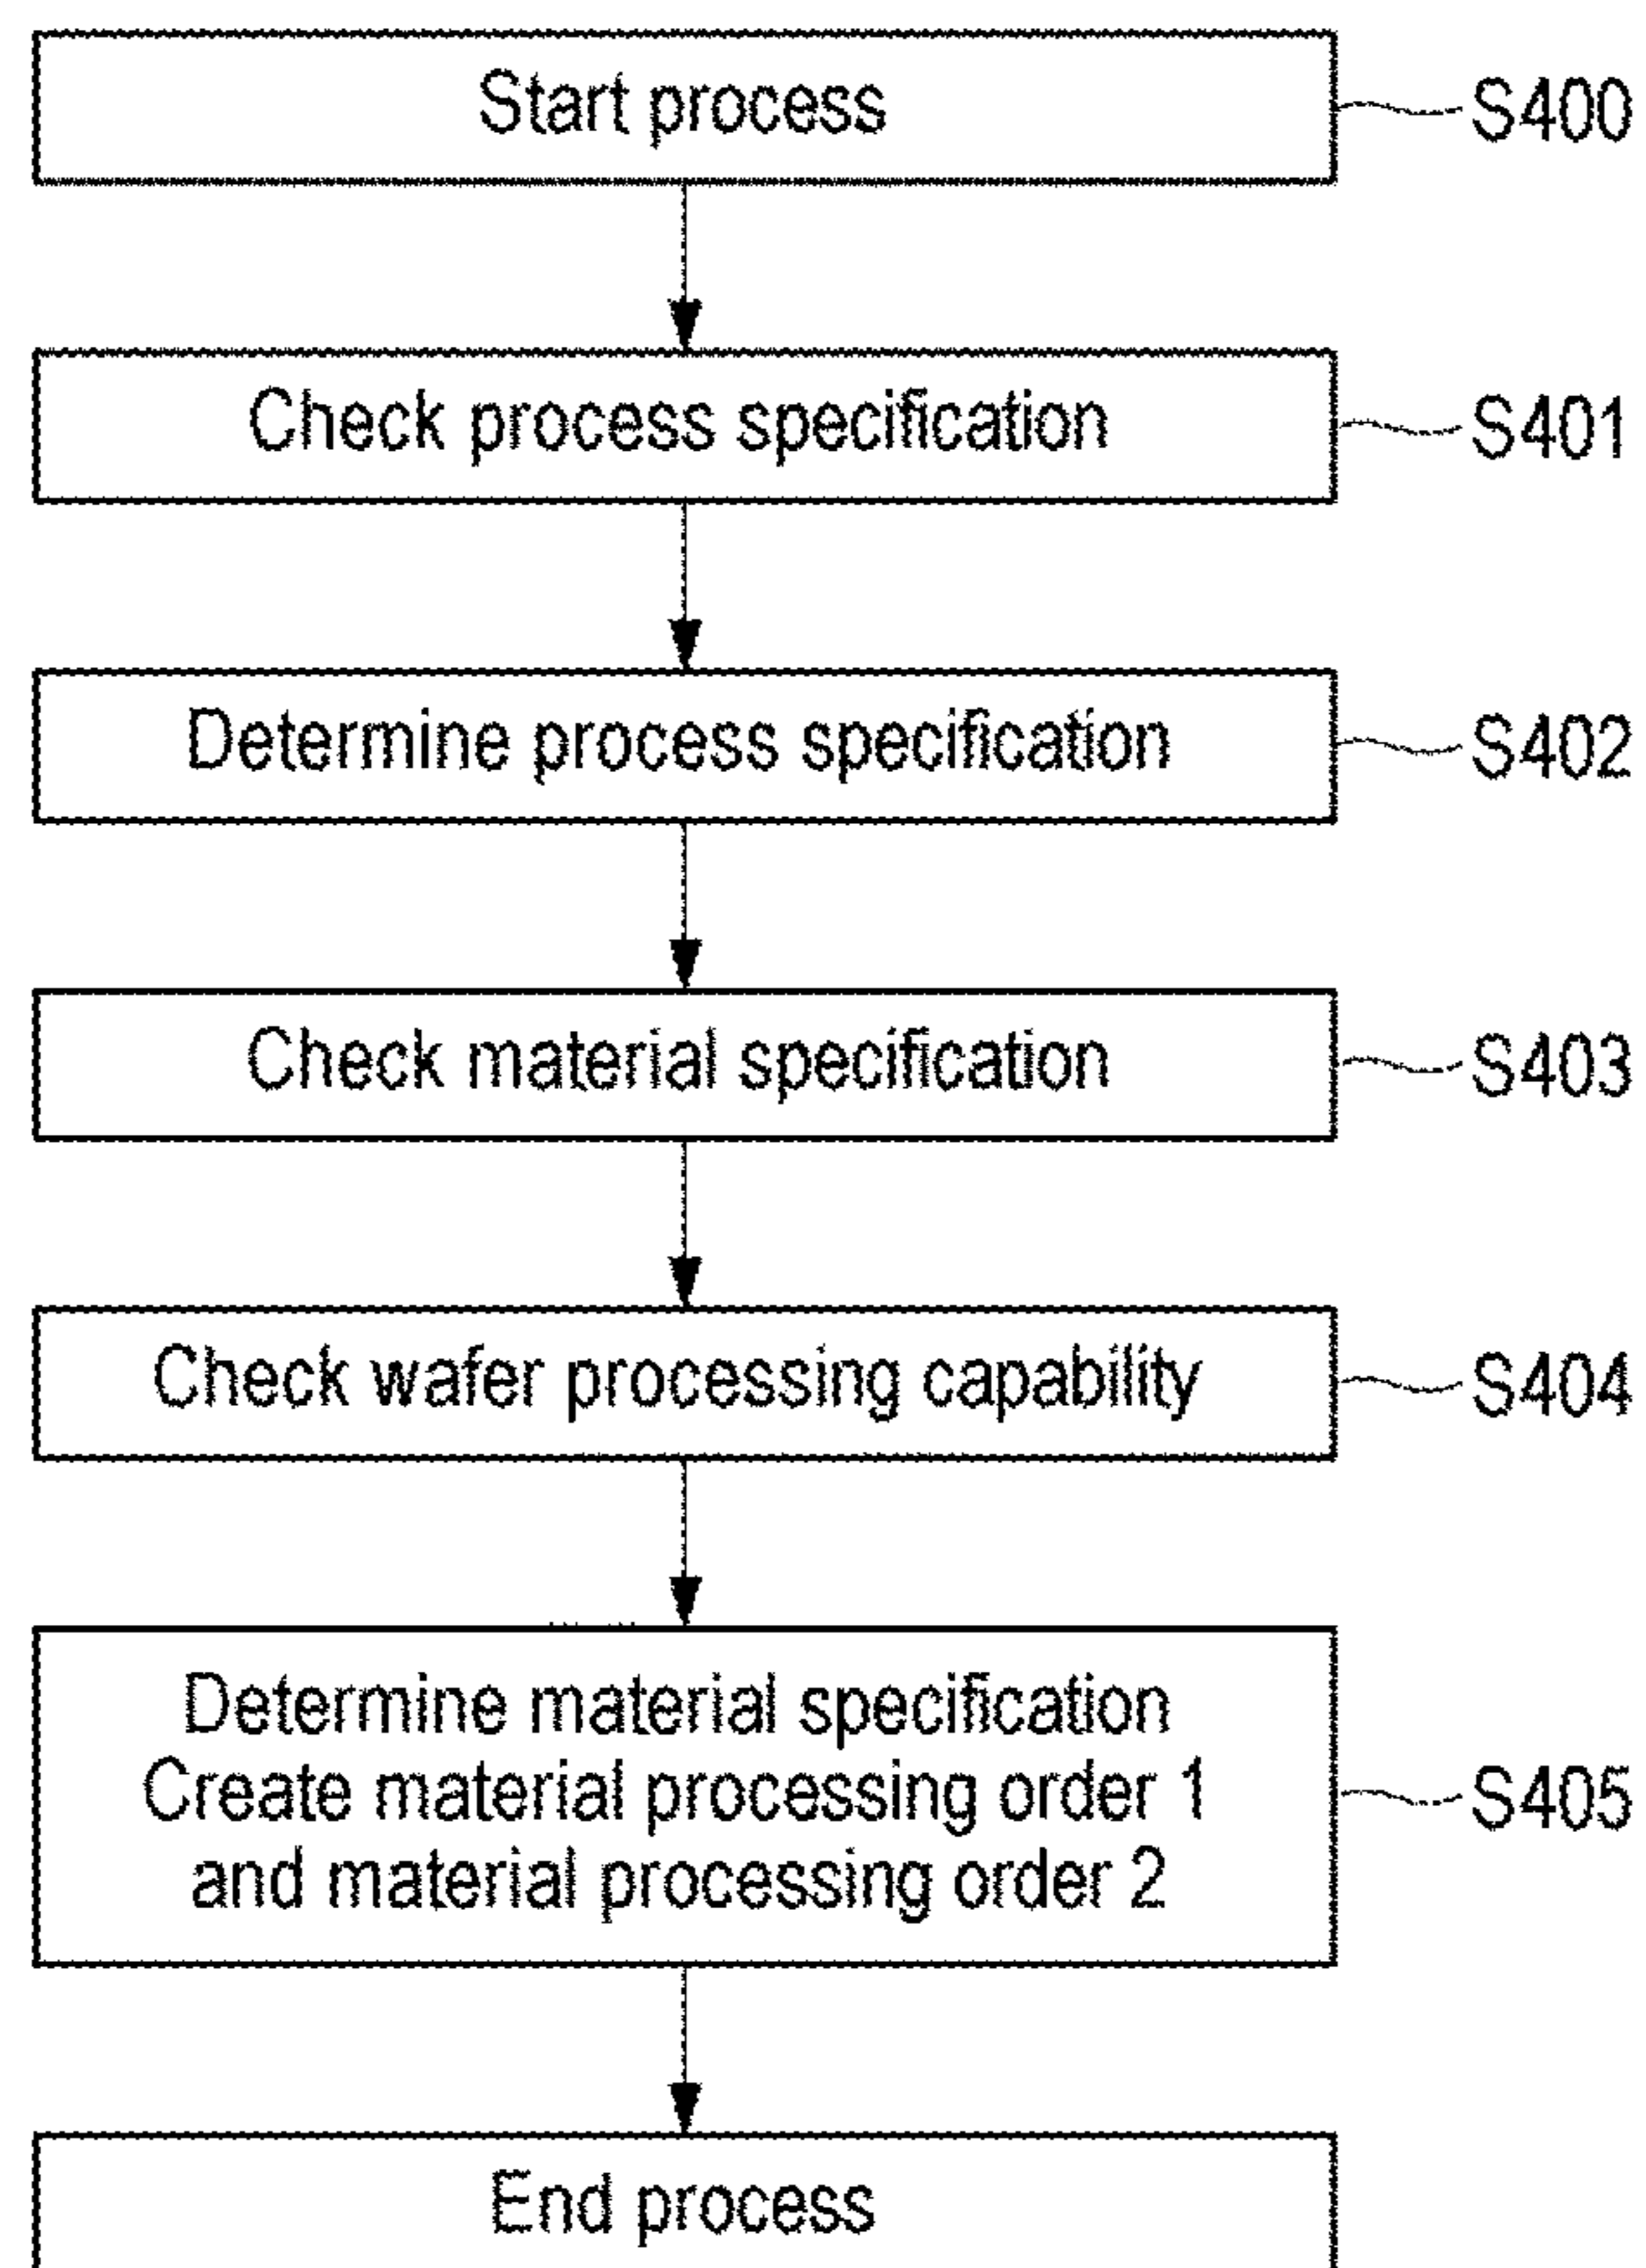 Start process
S400
Check process specification
S401
Determine process specification
S402
Check material specification
S403
Check wafer processing capability
S404
Determine material specification
Create material processing order 1
and material processing order 2
S405
End process